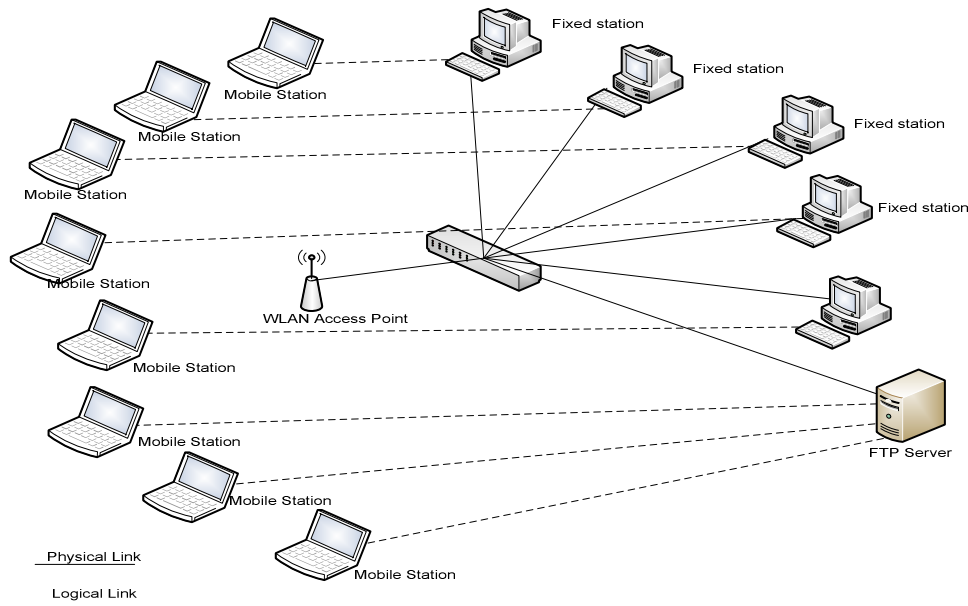 Fixed station
Fixed station
Mobile Station
Mobile Station
Fixed station
Mobile Station
Fixed station
Mobile Station
WLAN Access Point
Mobile Station
Mobile Station
FTP Server
Mobile Station
Physical Link
Mobile Station
Logical Link